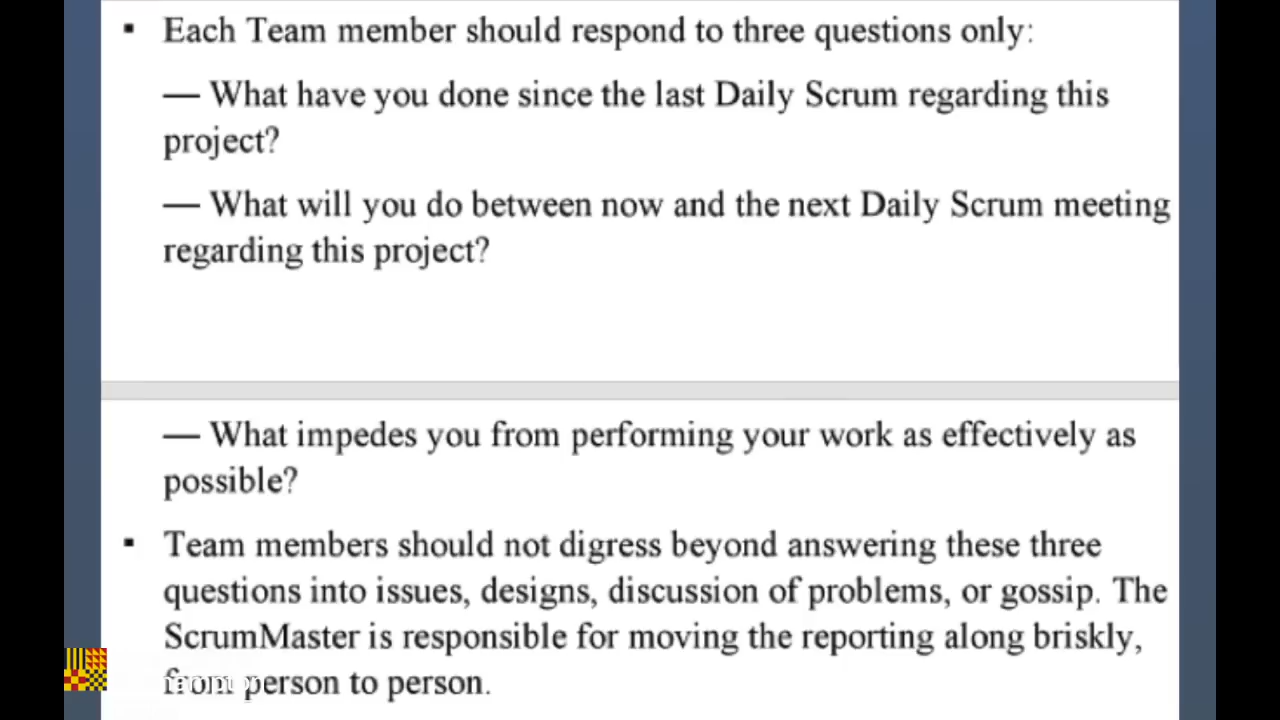 ▪ Each Team member should respond to three questions only:
— What have you done since the last Daily Scrum regarding this
project?
— What will you do between now and the next Daily Scrum meeting
regarding this project?
— What impedes you from performing your work as effectively as
possible?
▪ Team members should not digress beyond answering these three
questions into issues, designs, discussion of problems, or gossip. The
ScrumMaster is responsible for moving the reporting along briskly,
from person to person.